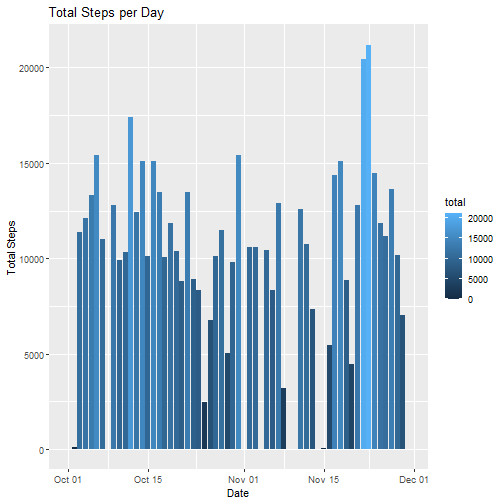 Total Steps per Day
Total Steps
20000
15000
10000
5000
0
Oct 01
Oct 15
Nov 01
Nov 15
Dec 01
Date
total
20000
15000
10000
5000
0